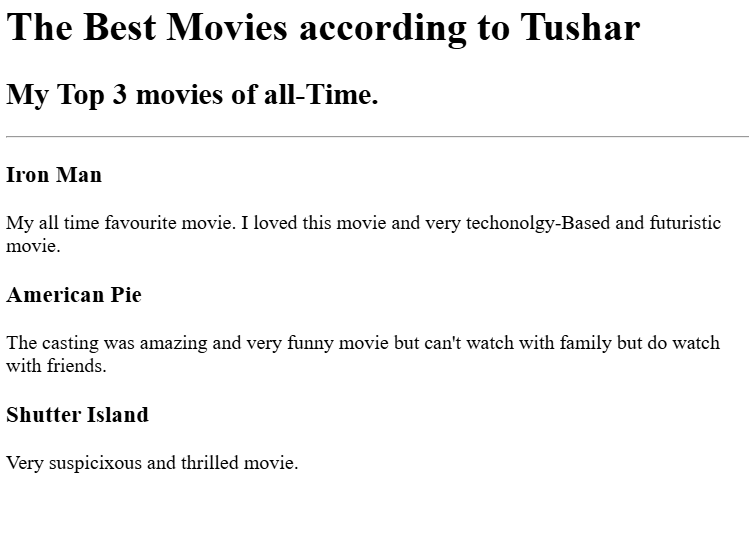 The Best Movies according to Tushar
My Top 3 movies of all-Time.
Iron Man
My all time favourite movie. I loved this movie and very techonolgy-Based and futuristic
movie.
American Pie
The casting was amazing and very funny movie but can't watch with family but do watch
with friends.
Shutter Island
Very suspicixous and thrilled movie.